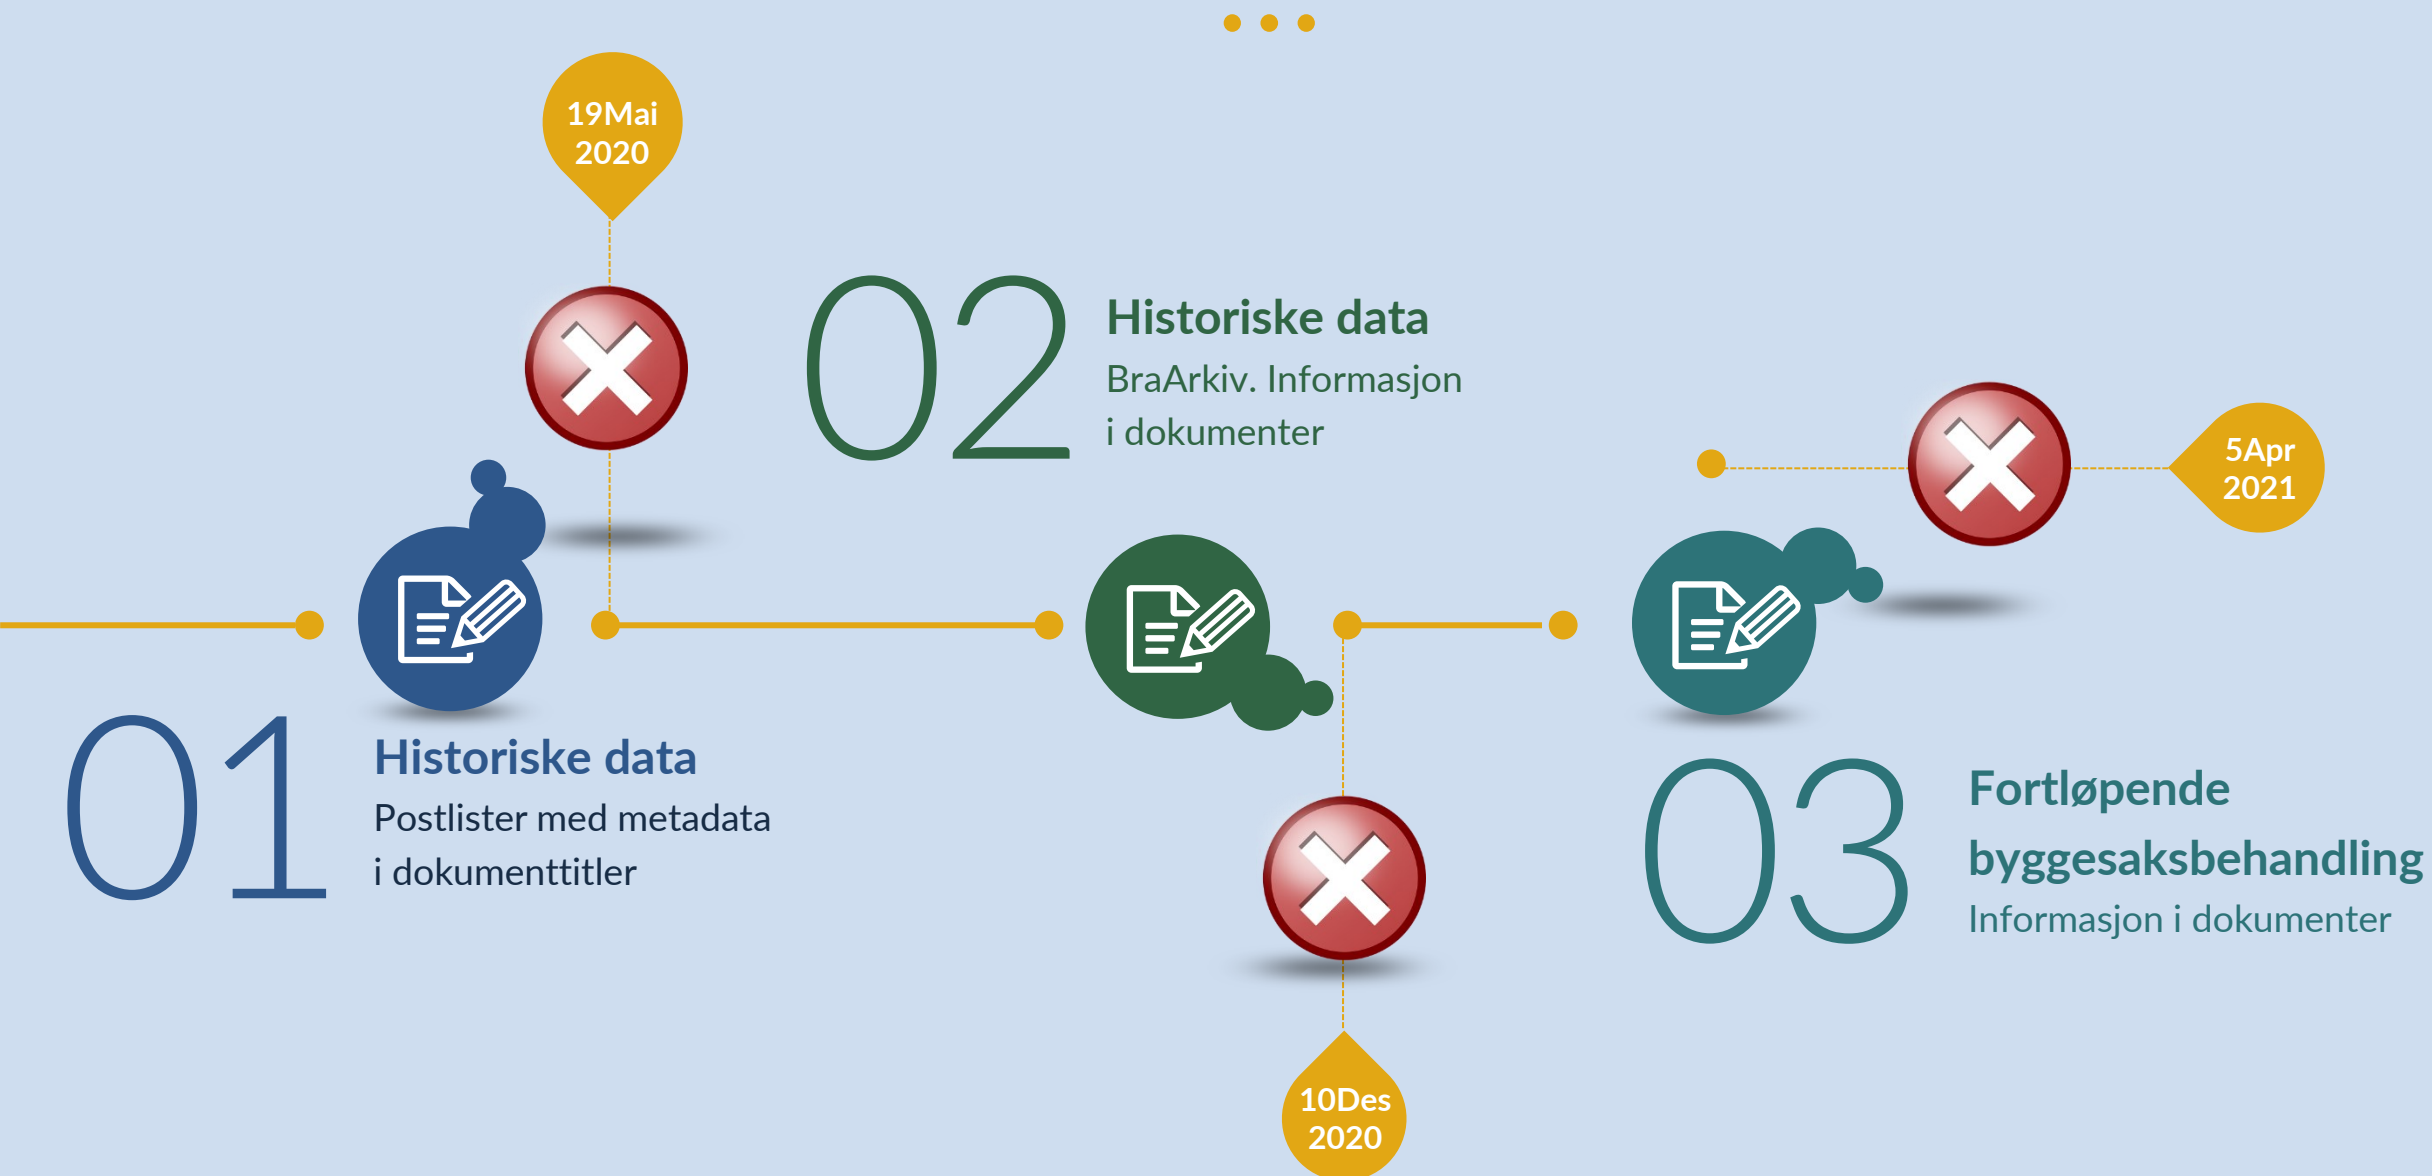 19Mai
2020
02
Historiske data
BraArkiv. Informasjon
i dokumenter
5Apr
2021
01
Historiske data
Postlister med metadata
i dokumenttitler
03
Fortløpende
byggesaksbehandling
Informasjon i dokumenter
10Des
2020